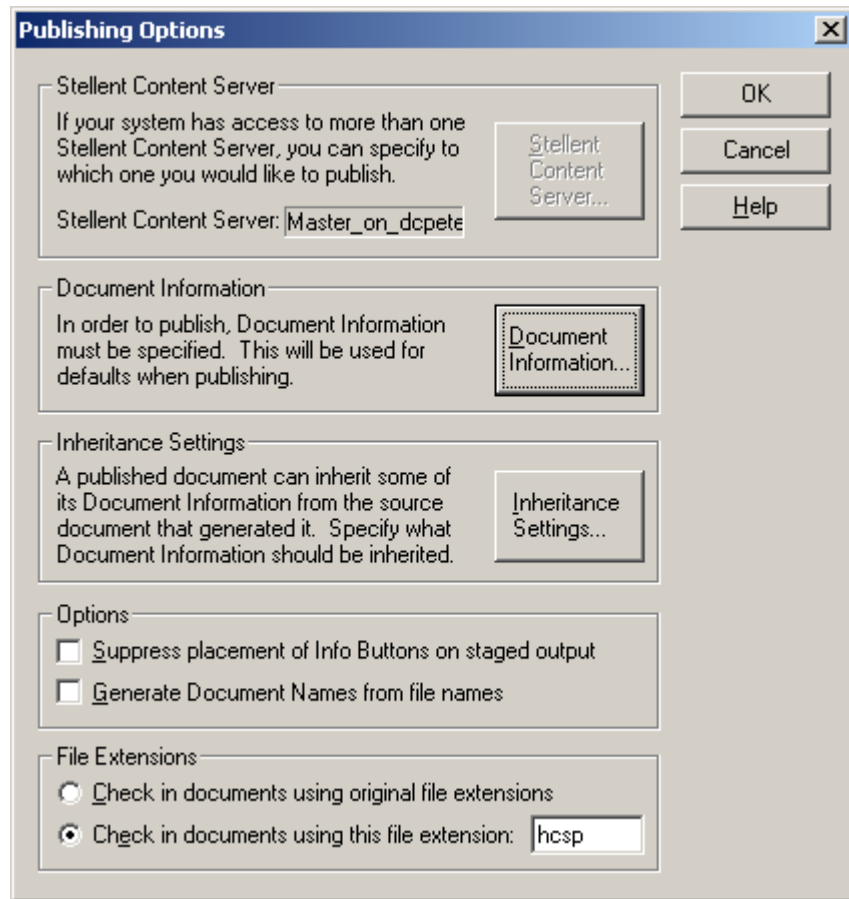 Publishing Options
Stellent Content Server
If your system has access to more than one
Stellent Content Server, you can specify to
which one you would like to publish.
Stellent Content Server: Master_on_dcpete
Stellent
Content
Server...
OK
Cancel
Help
Document Information
In order to publish, Document Information
must be specified. This will be used for
defaults when publishing.
Document
Information...
Inheritance Settings
A published document can inherit some of
its Document Information from the source
document that generated it. Specify what
Document Information should be inherited.
Inheritance
Settings...
Options
Suppress placement of Info Buttons on staged output
Generate Document Names from file names
File Extensions
Check in documents using original file extensions
Check in documents using this file extension: hcsp